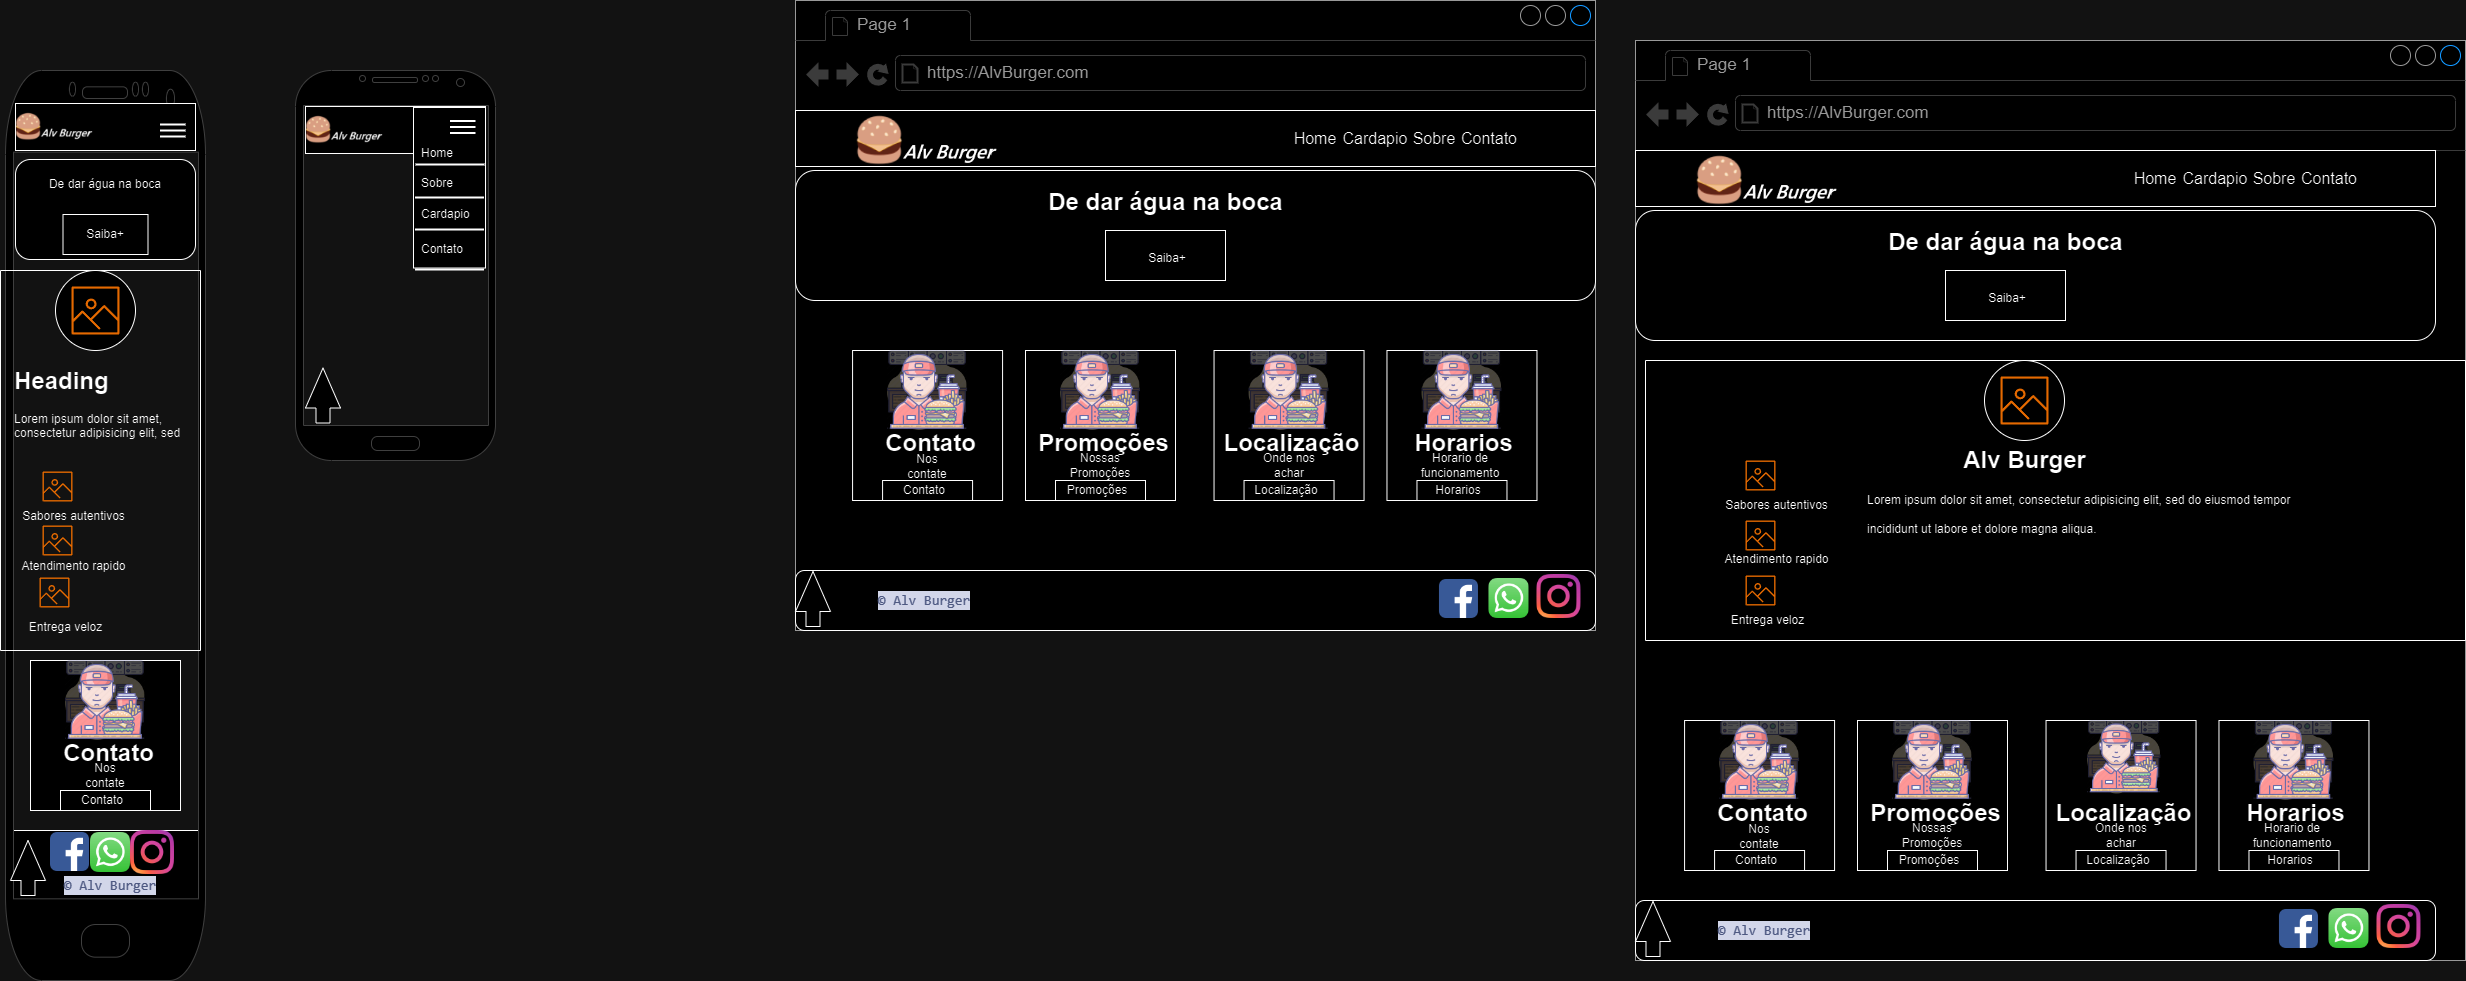 Alv Burger
De dar água na boca
Saiba+
Heading
Lorem ipsum dolor sit amet,
consectetur adipisicing elit, sed
Sabores autentivos
Atendimento rapido
Entrega veloz
Contato
Nos
contate
Contato
© Alv Burger
Alv Burger
Home
Sobre
Cardapio
Contato
Page 1
https://AlvBurger.com
Alv Burger
Home Cardapio Sobre Contato
De dar água na boca
Saiba+
Contato
Nos
contate
Contato
Promoções
Nossas
Promoções
Promoções
Localização
Onde nos
achar
Localização
Horarios
Horario de
funcionamento
Horarios
© Alv Burger
Page 1
https://AlvBurger.com
Alv Burger
Home Cardapio Sobre Contato
De dar água na boca
Saiba+
Alv Burger
Sabores autentivos
Atendimento rapido
Entrega veloz
Lorem ipsum dolor sit amet, consectetur adipisicing elit, sed do eiusmod tempor
incididunt ut labore et dolore magna aliqua.
Contato
Nos
contate
Contato
Promoções
Nossas
Promoções
Promoções
Localização
Onde nos
achar
Localização
Horarios
Horario de
funcionamento
Horarios
© Alv Burger